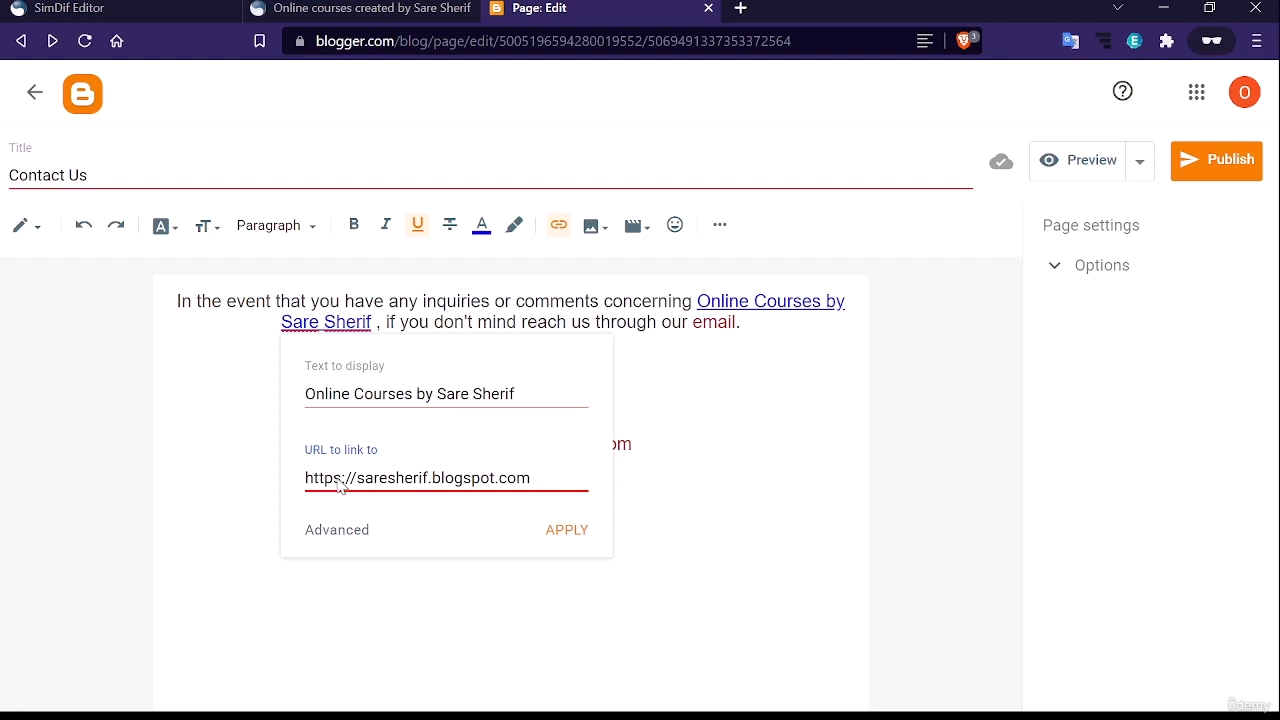 SimDif Editor
Online courses created by Sare Sherif
Page: Edit
blogger.com/blog/page/edit/5005196594280019552/5069491337353372564
3
E
O
Title
Contact Us
Preview
Publish
Paragraph
B I U A
Page settings
Options
In the event that you have any inquiries or comments concerning Online Courses by
Sare Sherif , if you don't mind reach us through our email.
Text to display
Online Courses by Sare Sherif
om
URL to link to
https://saresherif.blogspot.com
Advanced
APPLY
ûdemy